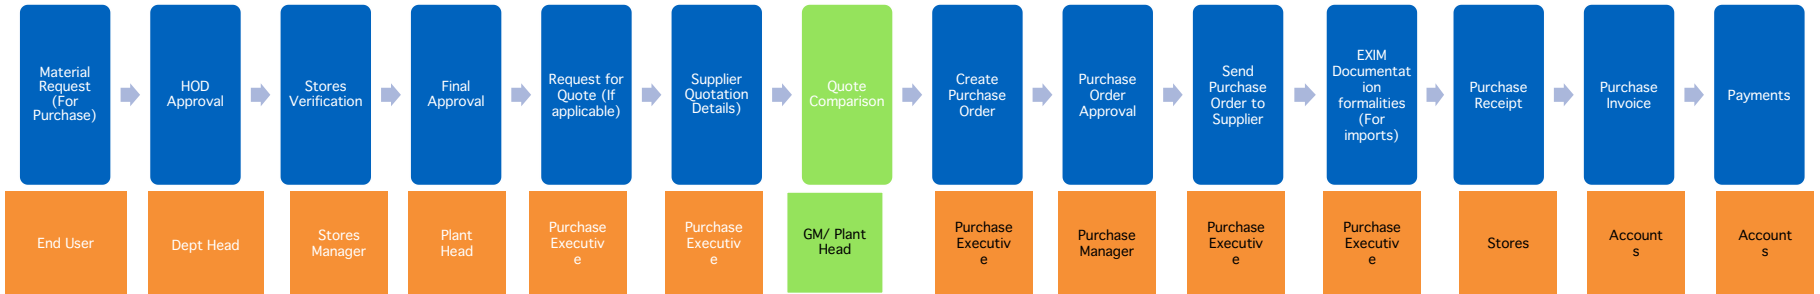 Material
Request
(For
Purchase)
HOD
Approval
Stores
Verification
Final
Approval
Request for
Quote (If
applicable)
Supplier
Quotation
Details)
Quote
Comparison
Create
Purchase
Order
Purchase
Order
Approval
Send
Purchase
Order to
Supplier
EXIM
Documentat
ion
formalities
(For
imports)
Purchase
Receipt
Purchase
Invoice
Payments
End User
Dept Head
Stores
Manager
Plant
Head
Purchase
Executiv
e
Purchase
Executiv
e
GM/ Plant
Head
Purchase
Executiv
e
Purchase
Manager
Purchase
Executiv
e
Purchase
Executiv
e
Stores
Account
s
Account
s